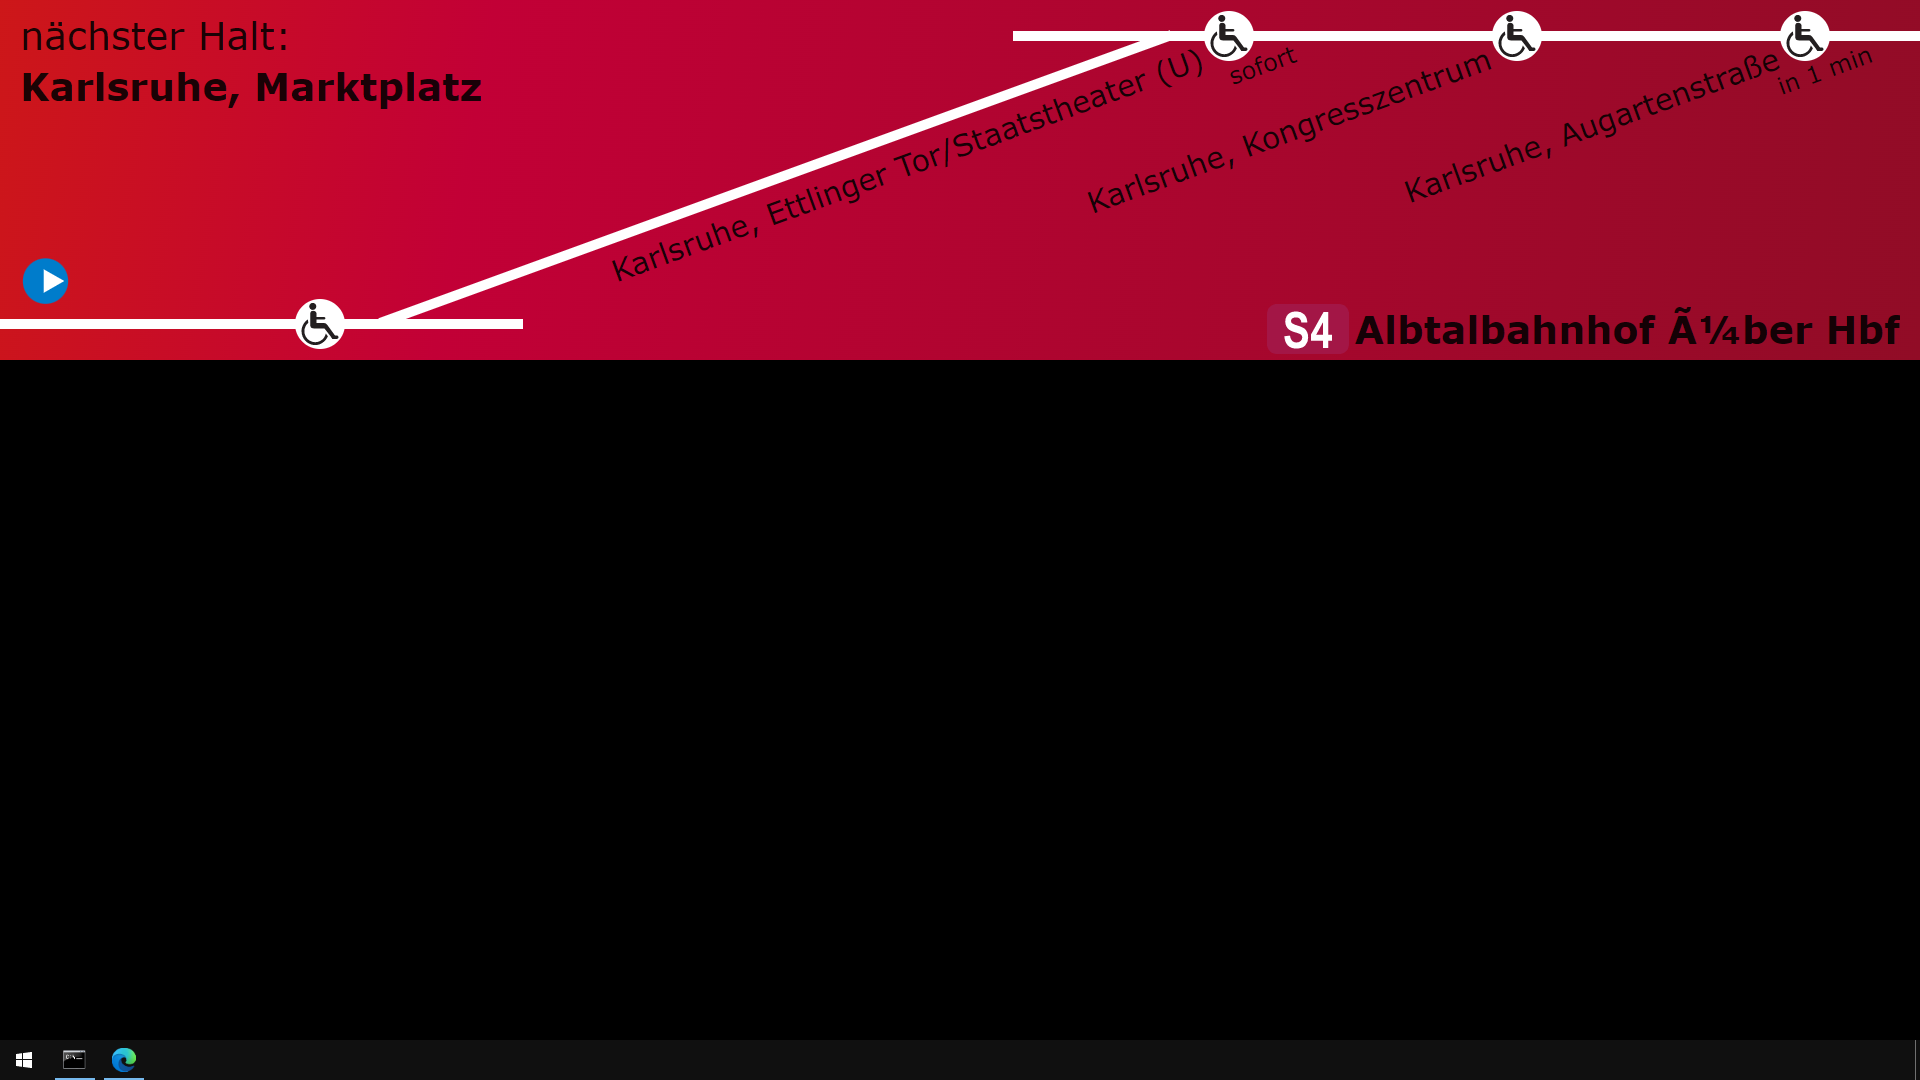 nächster Halt:
Karlsruhe, Marktplatz
Karlsruhe, Ettlinger Tor/Staatstheater (U)
sofort
Karlsruhe, Kongresszentrum
Karlsruhe, Augartenstraße
in 1 min
S4 Albtalbahnhof Ã¼ber Hbf